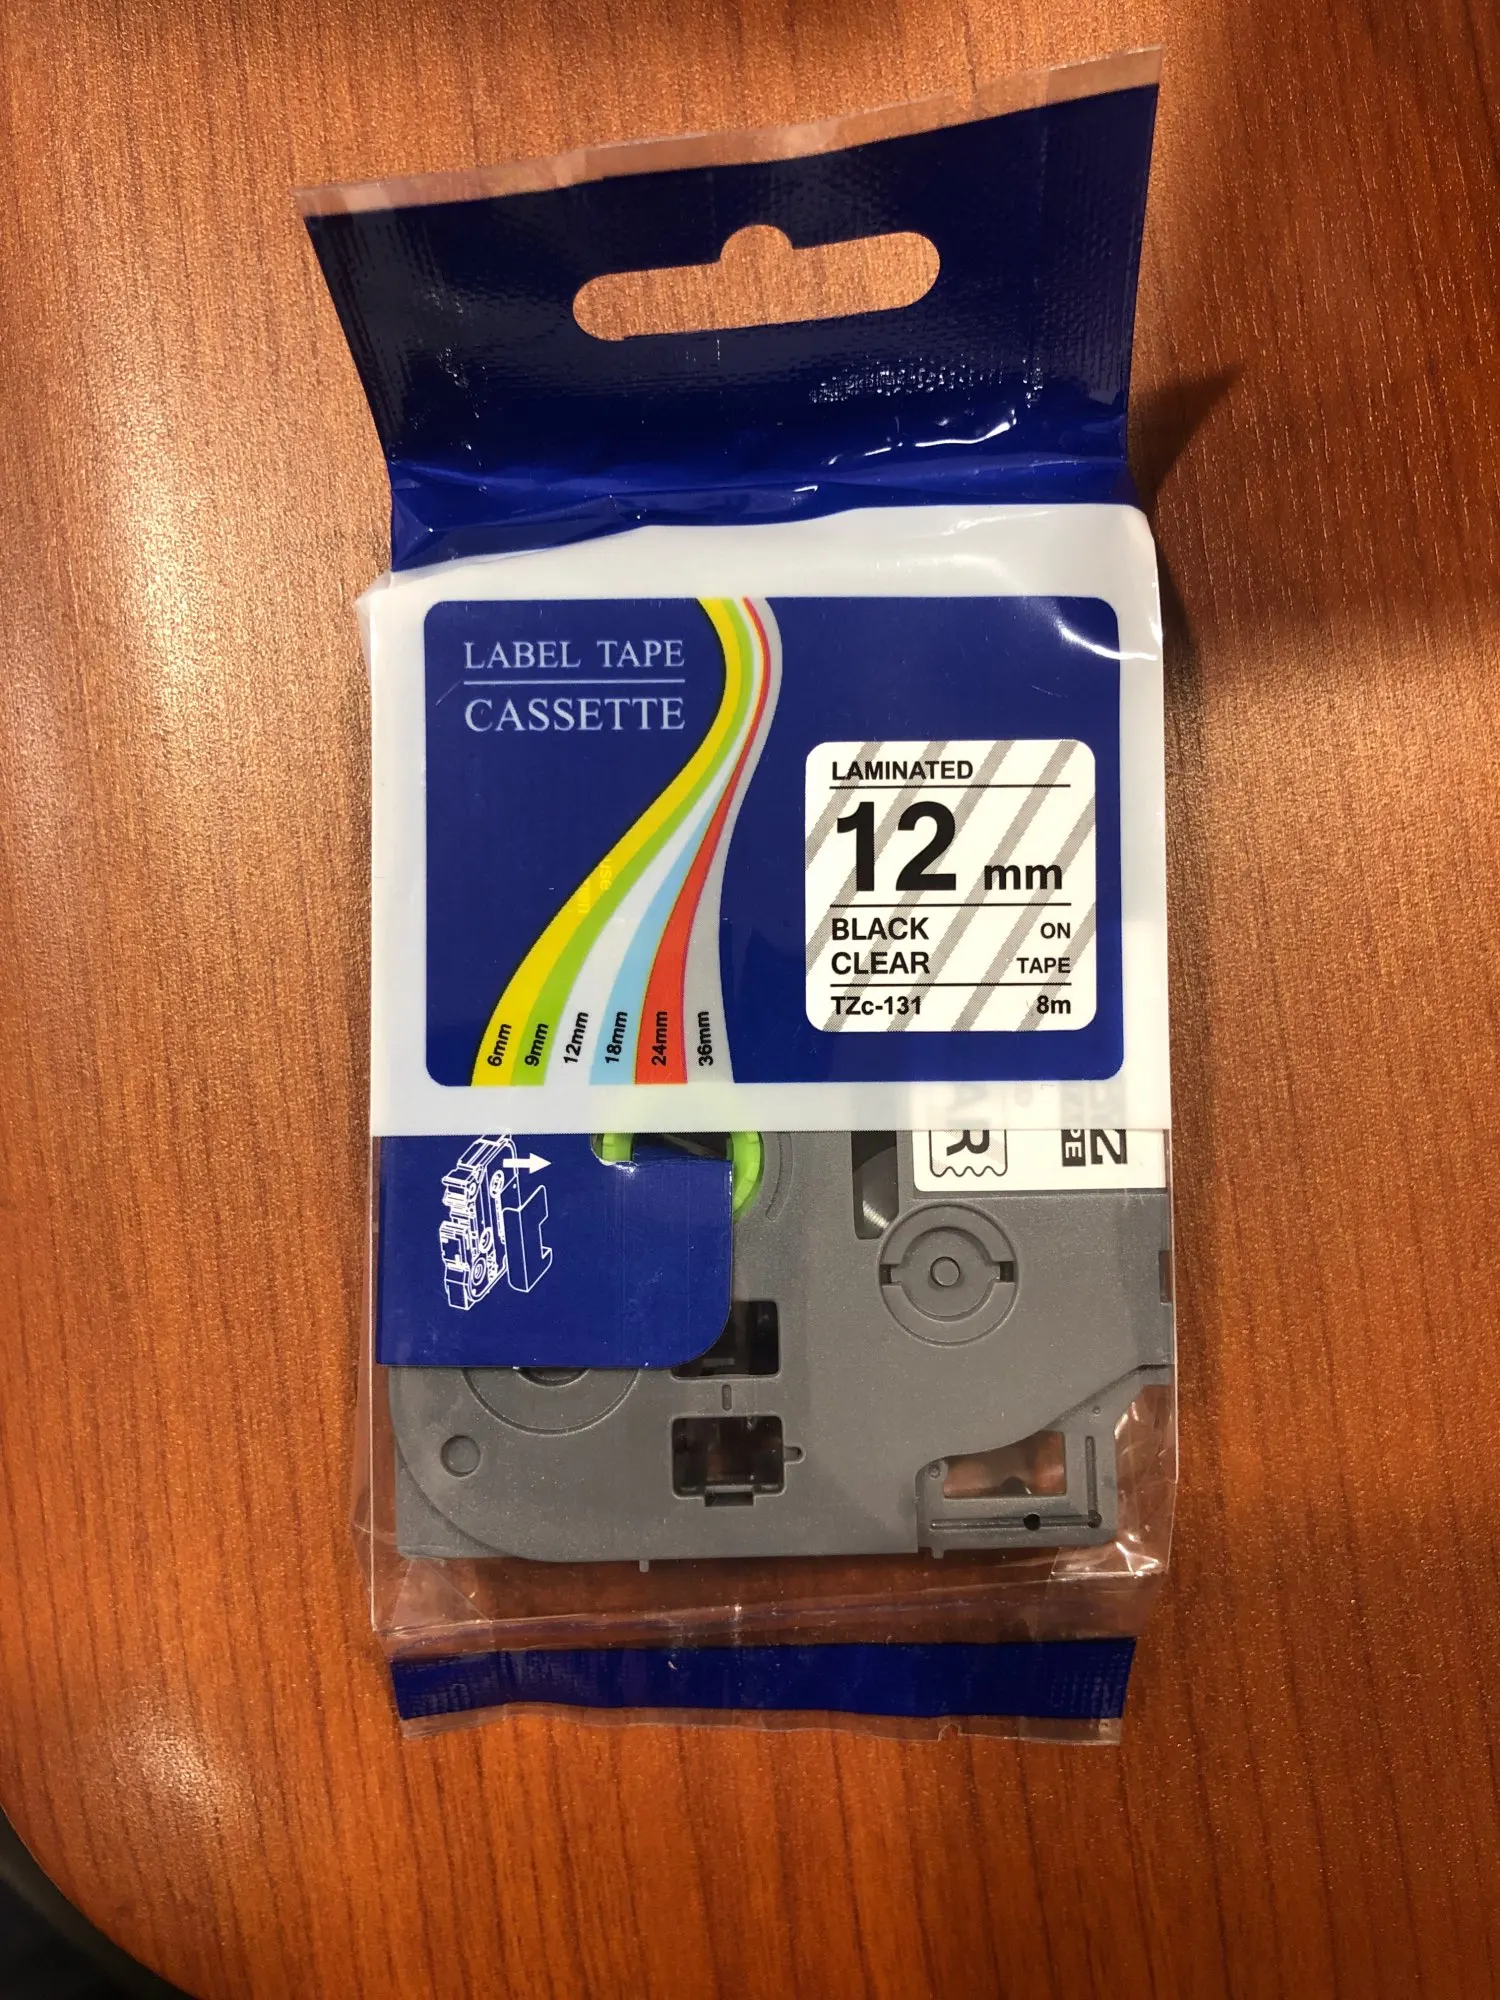 LABEL TAPE
CASSETTE
LAMINATED
12 mm
BLACK ON
CLEAR TAPE
TZc-131 8m
6mm 9mm 12mm 18mm 24mm 36mm
use